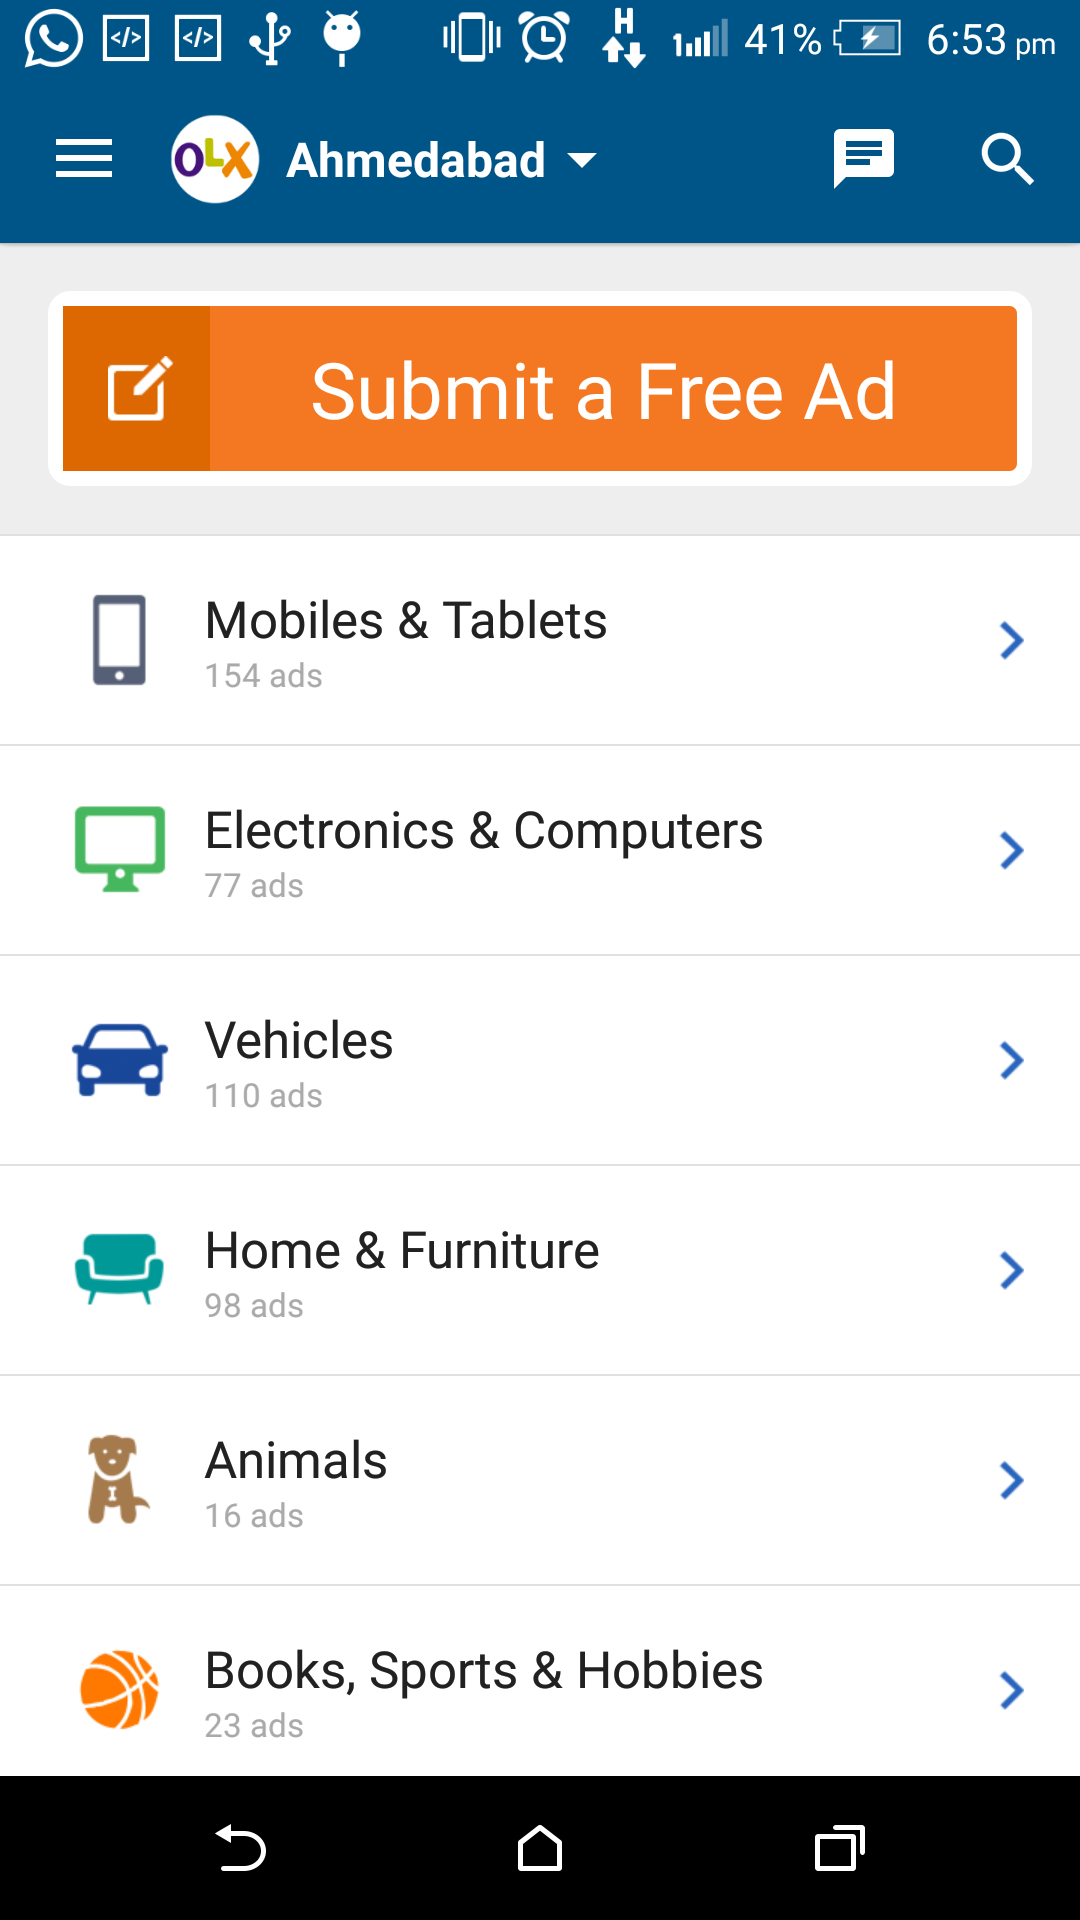 H 41% 6:53 pm
OLX Ahmedabad
Submit a Free Ad
Mobiles & Tablets
154 ads
Electronics & Computers
77 ads
Vehicles
110 ads
Home & Furniture
98 ads
Animals
16 ads
Books, Sports & Hobbies
23 ads